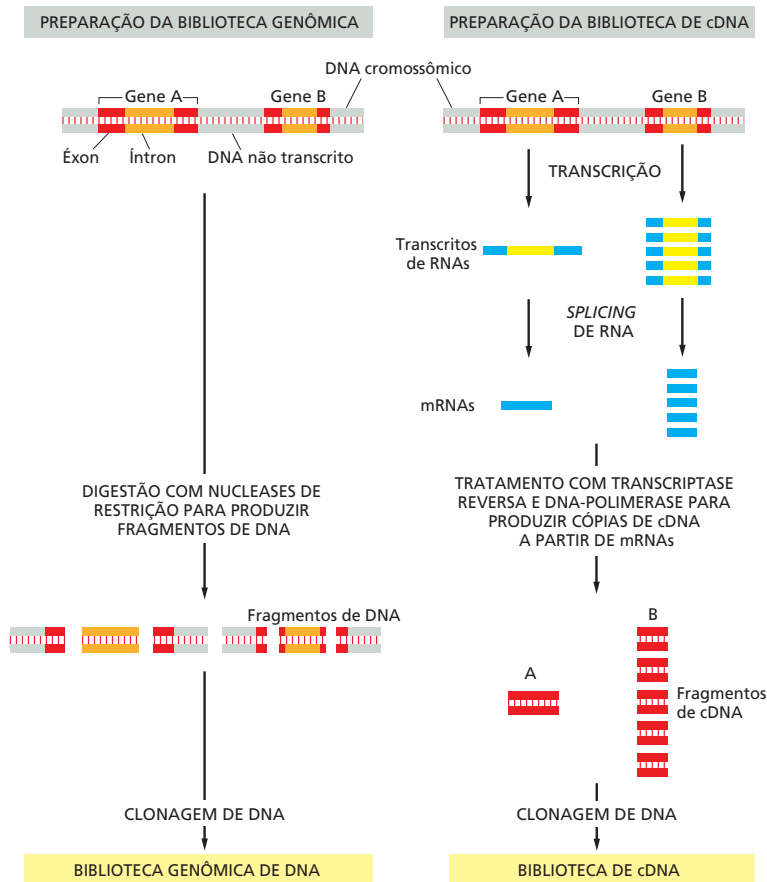 PREPARAÇÃO DA BIBLIOTECA GENÔMICA
PREPARAÇÃO DA BIBLIOTECA DE cDNA
DNA cromossômico
Gene A
Gene B
Éxon
Íntron
DNA não transcrito
DIGESTÃO COM NUCLEASES DE
RESTRIÇÃO PARA PRODUZIR
FRAGMENTOS DE DNA
Fragmentos de DNA
CLONAGEM DE DNA
BIBLIOTECA GENÔMICA DE DNA
Gene A
Gene B
TRANSCRIÇÃO
Transcritos
de RNAs
SPLICING
DE RNA
mRNAs
TRATAMENTO COM TRANSCRIPTASE
REVERSA E DNA-POLIMERASE PARA
PRODUZIR CÓPIAS DE cDNA
A PARTIR DE mRNAs
A
B
Fragmentos
de cDNA
CLONAGEM DE DNA
BIBLIOTECA DE cDNA